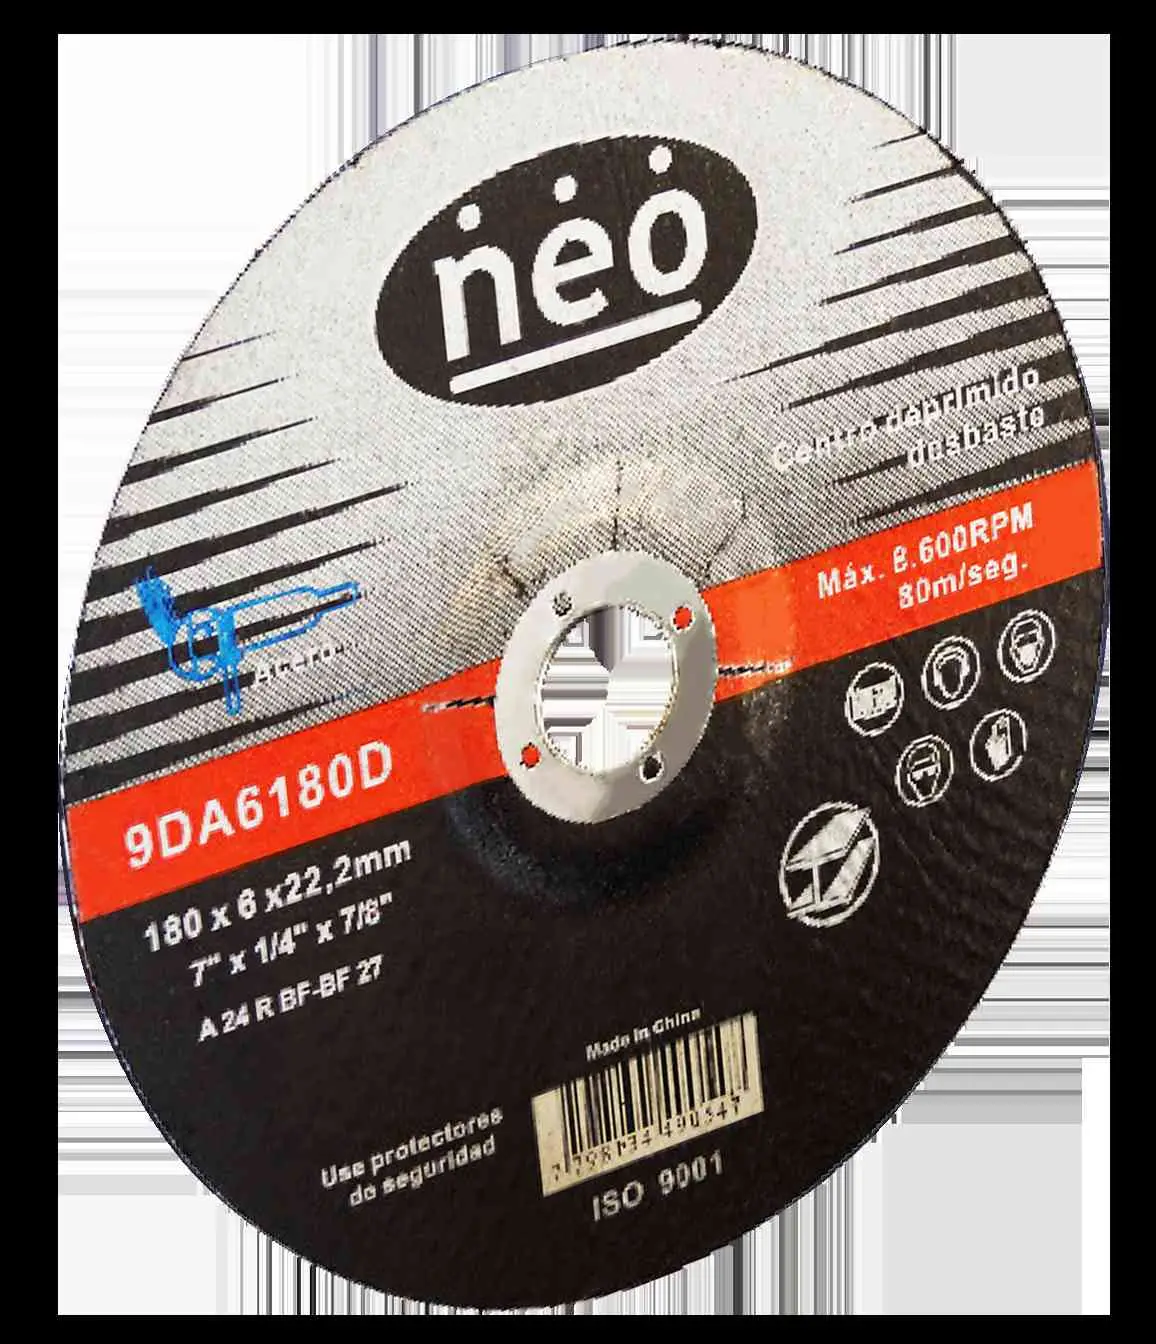 neo
Centro deprimido
desbaste
Máx. 8.600RPM
80m/seg.
Acero
9DA6180D
180 x 6 x22,2mm
7" x 1/4" x 7/8"
A 24 R BF-BF 27
Made in China
Use protectores
de seguridad
ISO 9001